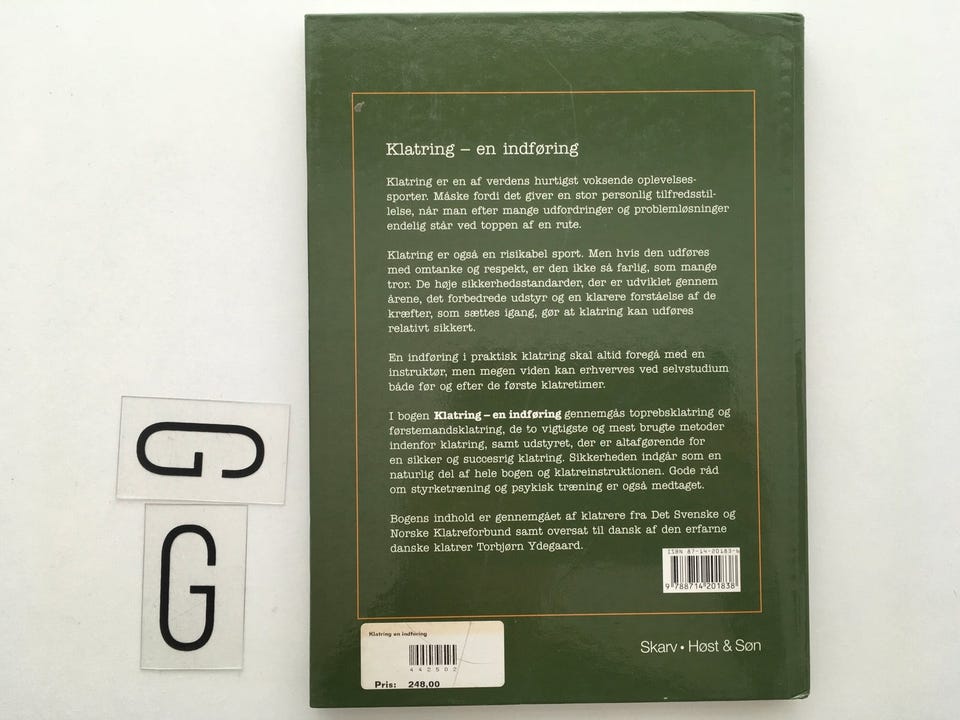 Klatring – en indføring
Klatring er en af verdens hurtigst voksende oplevelses-
sporter. Måske fordi det giver en stor personlig tilfredsstil-
lelse, når man efter mange udfordringer og problemløsninger
endelig står ved toppen af en rute.
Klatring er også en risikabel sport. Men hvis den udføres
med omtanke og respekt, er den ikke så farlig, som mange
tror. De høje sikkerhedsstandarder, der er udviklet gennem
årene, det forbedrede udstyr og en klarere forståelse af de
kræfter, som sættes igang, gør at klatring kan udføres
relativt sikkert.
En indføring i praktisk klatring skal altid foregå med en
instruktør, men megen viden kan erhverves ved selvstudium
både før og efter de første klatretimer.
I bogen Klatring – en indføring gennemgås toprebsklatring og
førstemandsklatring, de to vigtigste og mest brugte metoder
indenfor klatring, samt udstyret, der er altafgørende for
en sikker og succesrig klatring. Sikkerheden indgår som en
naturlig del af hele bogen og klatreinstruktionen. Gode råd
om styrketræning og psykisk træning er også medtaget.
Bogens indhold er gennemgået af klatrere fra Det Svenske og
Norske Klatreforbund samt oversat til dansk af den erfarne
danske klatrer Torbjørn Ydegaard.
ISBN 87-14-20183-6
9 788714 201838
Skarv • Høst & Søn
Klatring en indføring
442502
Pris: 248,00
G
G